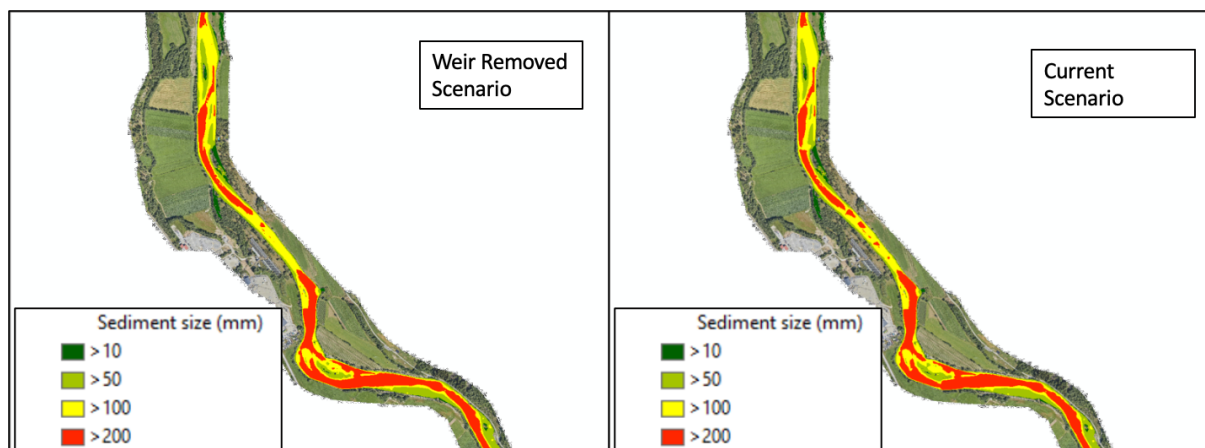 Weir Removed
Scenario
Sediment size (mm)
>10
>50
>100
>200
Current
Scenario
Sediment size (mm)
>10
>50
>100
>200